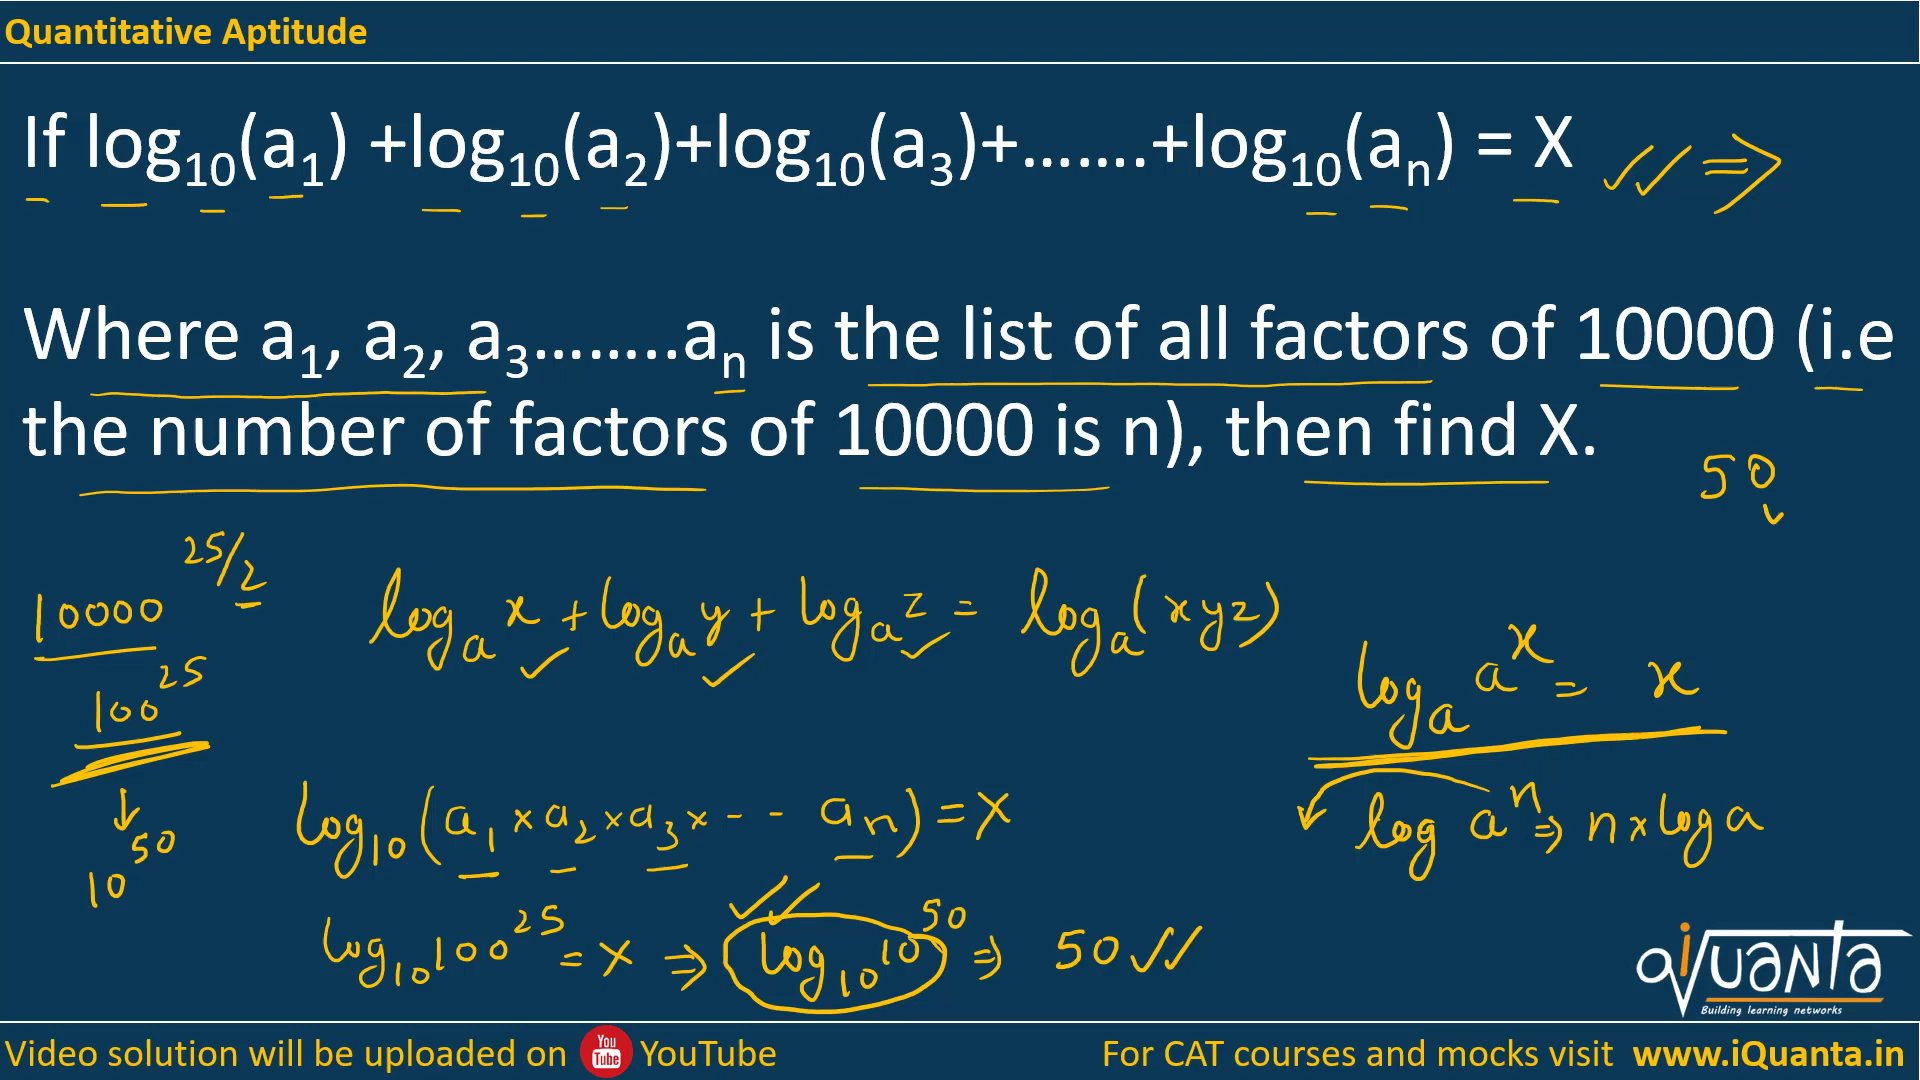 Quantitative Aptitude
If log₁₀(a₁) +log₁₀(a₂)+log₁₀(a₃)+.......+log₁₀(aₙ) = X ⇒
Where a₁, a₂, a₃........aₙ is the list of all factors of 10000 (i.e
the number of factors of 10000 is n), then find X.
50
10000^(25/2)
logₐ x + logₐ y + logₐ z = logₐ (xyz)
100^25
logₐ a^x = x
10^50
log₁₀ (a₁ × a₂ × a₃ × - - aₙ) = X
log a^n ⇒ n × log a
log₁₀ 100^25 = X ⇒ log₁₀ 10^50 ⇒ 50
iQuanta
Building learning networks
Video solution will be uploaded on You Tube YouTube
For CAT courses and mocks visit www.iQuanta.in